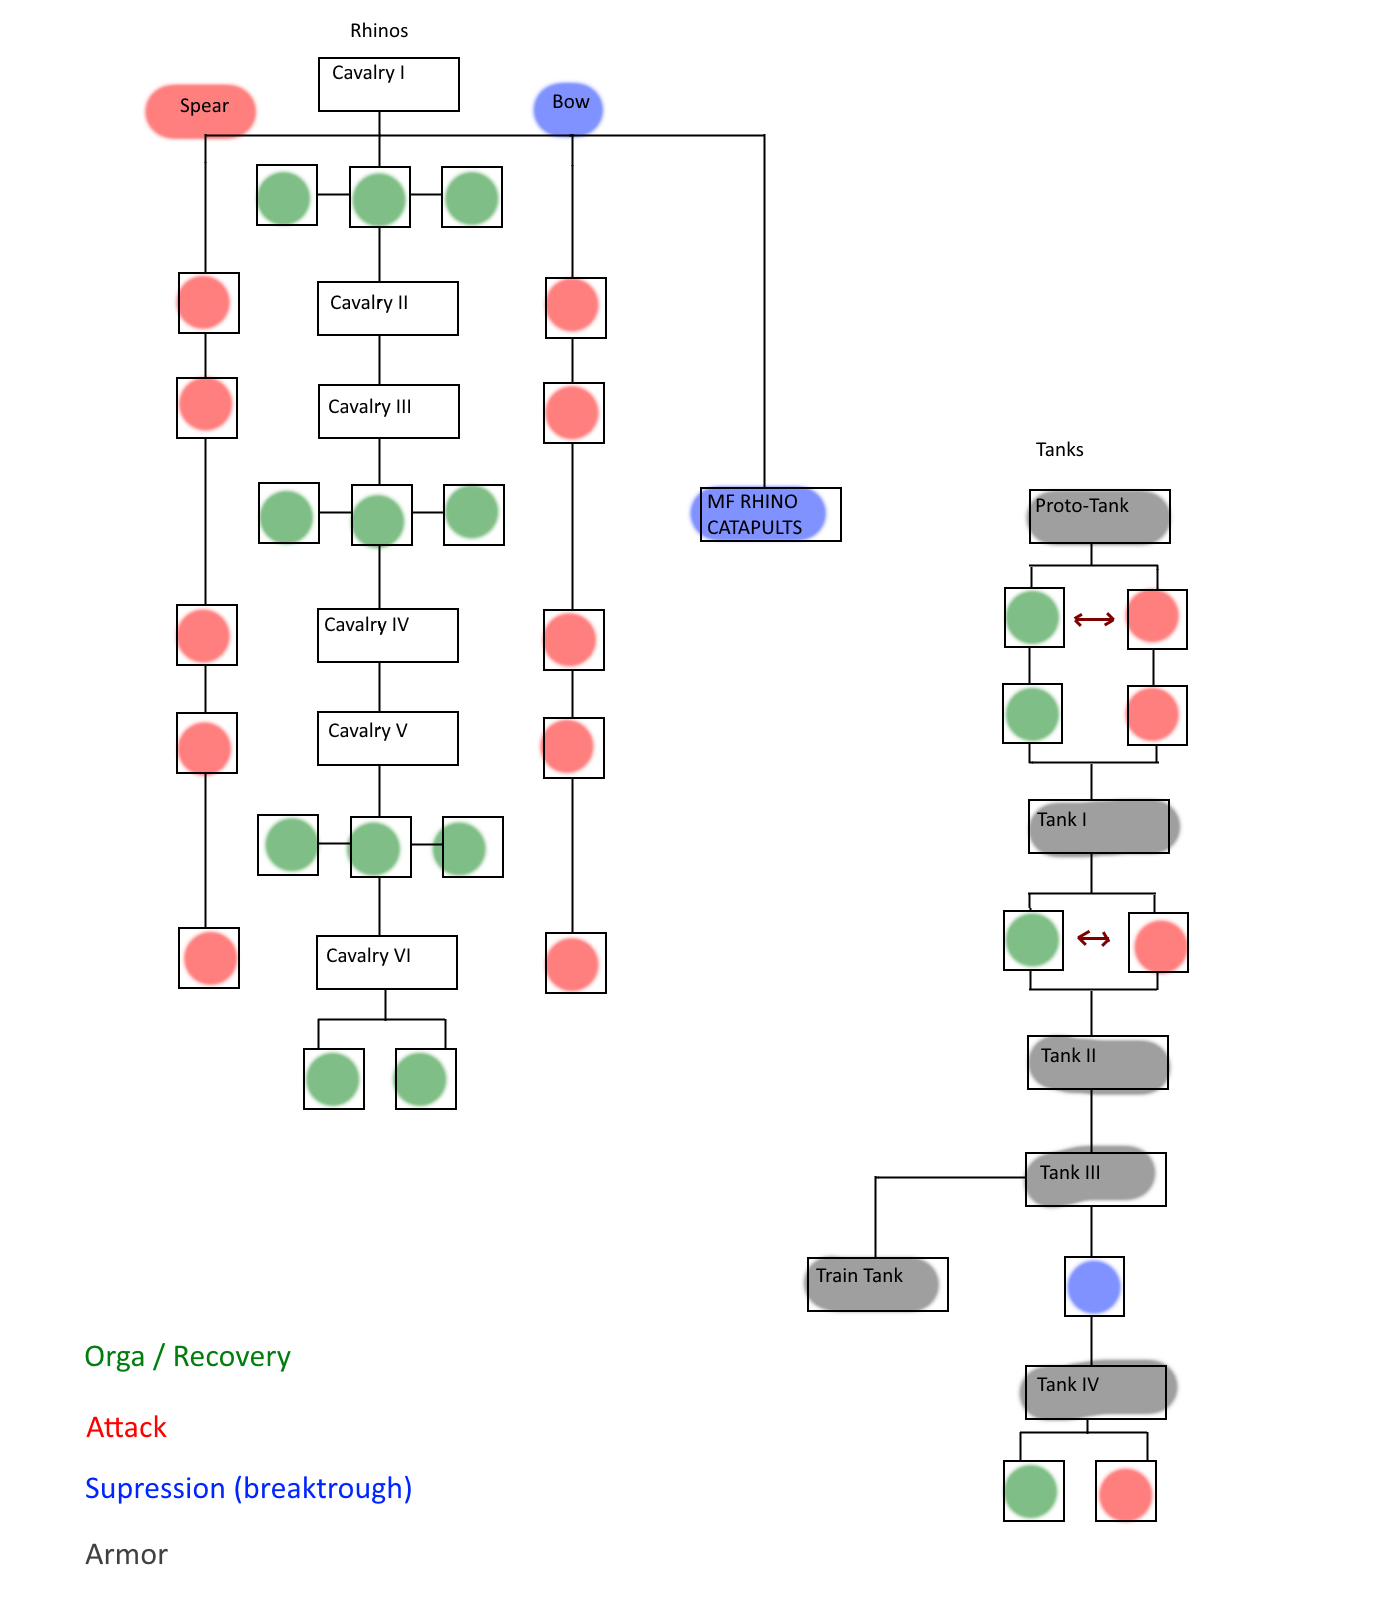 Rhinos
Cavalry I
Spear
Bow
Cavalry II
Cavalry III
Tanks
MF RHINO
CATAPULTS
Proto-Tank
Cavalry IV
Cavalry V
Tank I
Cavalry VI
Tank II
Tank III
Train Tank
Tank IV
Orga / Recovery
Attack
Supression (breaktrough)
Armor